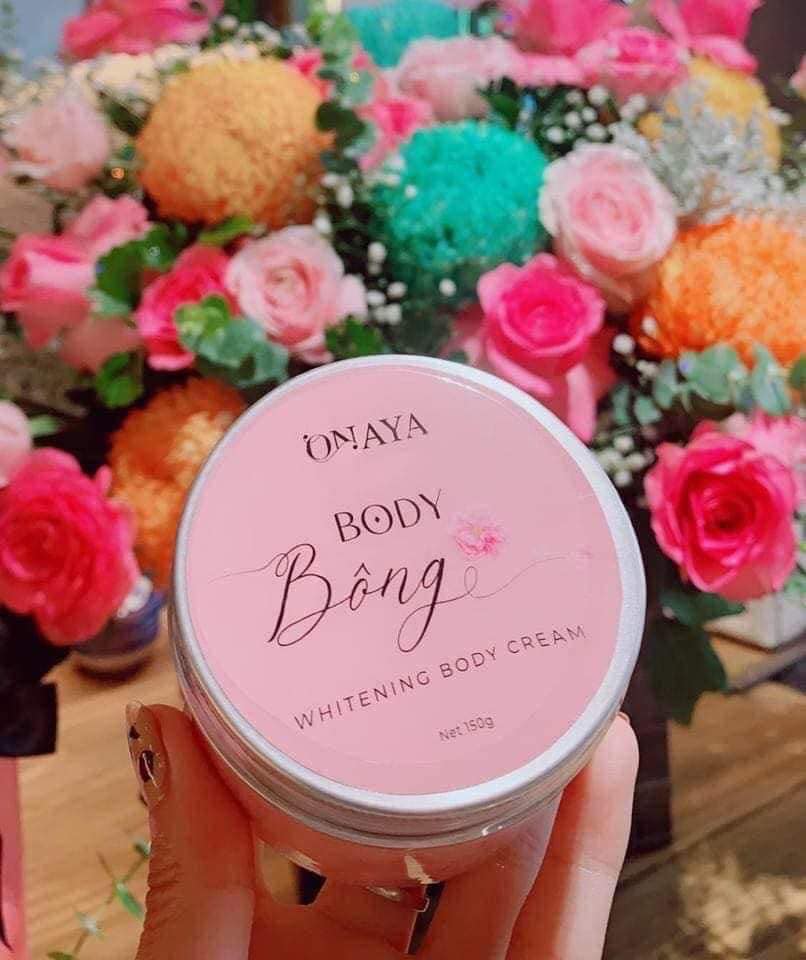 ONAYA
BODY
Bông
WHITENING BODY CREAM
Net 150g